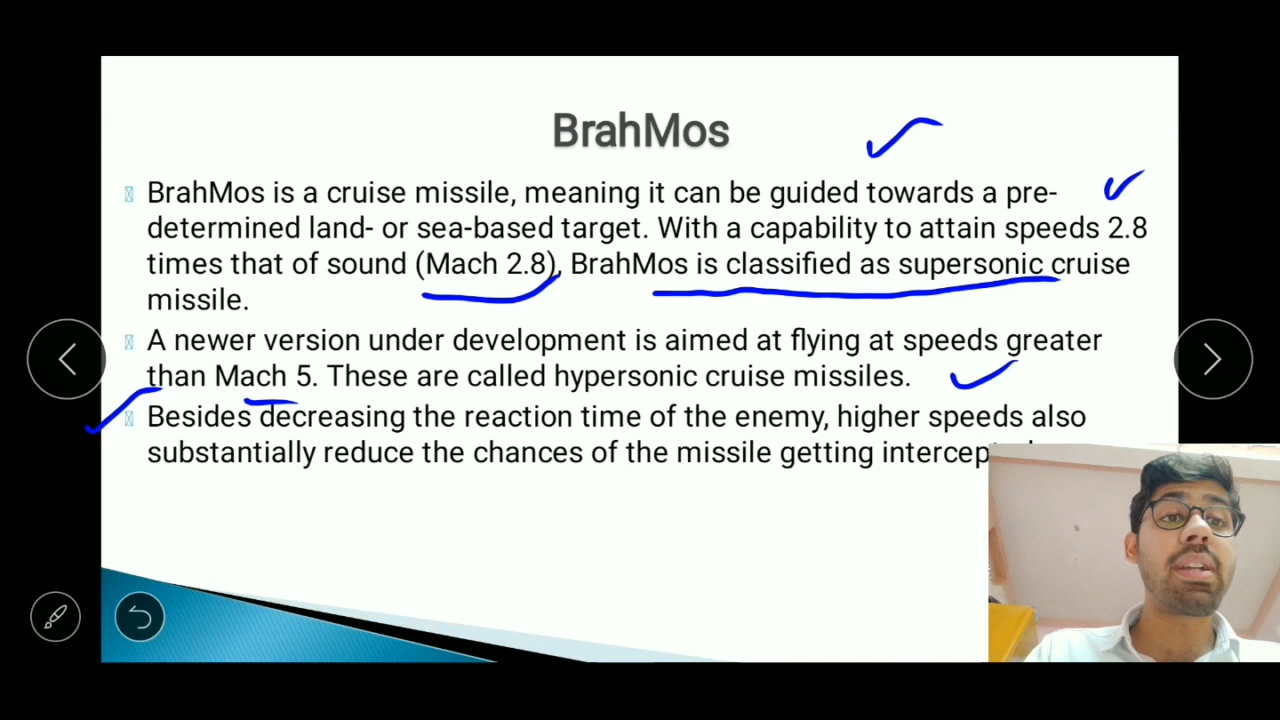 BrahMos
BrahMos is a cruise missile, meaning it can be guided towards a pre-
determined land- or sea-based target. With a capability to attain speeds 2.8
times that of sound (Mach 2.8), BrahMos is classified as supersonic cruise
missile.
A newer version under development is aimed at flying at speeds greater
than Mach 5. These are called hypersonic cruise missiles.
Besides decreasing the reaction time of the enemy, higher speeds also
substantially reduce the chances of the missile getting